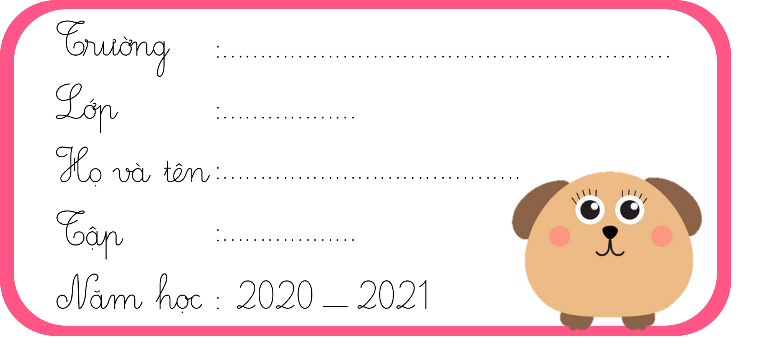 Trường :............................................................
Lớp :..................
Họ và tên :........................................
Tập :..................
Năm học : 2020 _ 2021